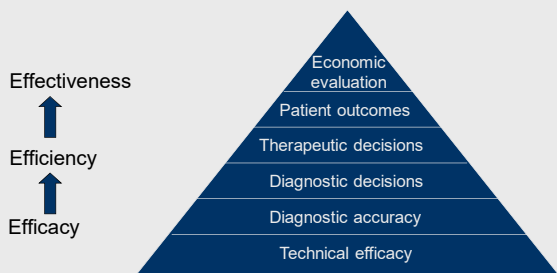 Effectiveness
Efficiency
Efficacy
Economic
evaluation
Patient outcomes
Therapeutic decisions
Diagnostic decisions
Diagnostic accuracy
Technical efficacy